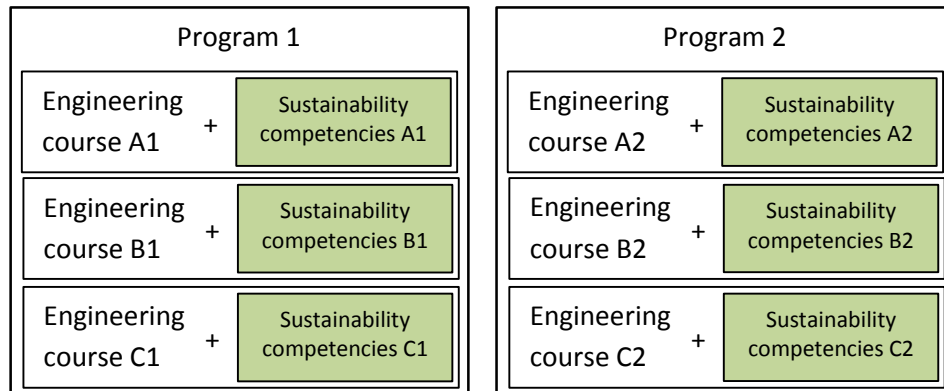 Program 1
Engineering
course A1
+
Sustainability
competencies A1
Engineering
course B1
+
Sustainability
competencies B1
Engineering
course C1
+
Sustainability
competencies C1
Program 2
Engineering
course A2
+
Sustainability
competencies A2
Engineering
course B2
+
Sustainability
competencies B2
Engineering
course C2
+
Sustainability
competencies C2